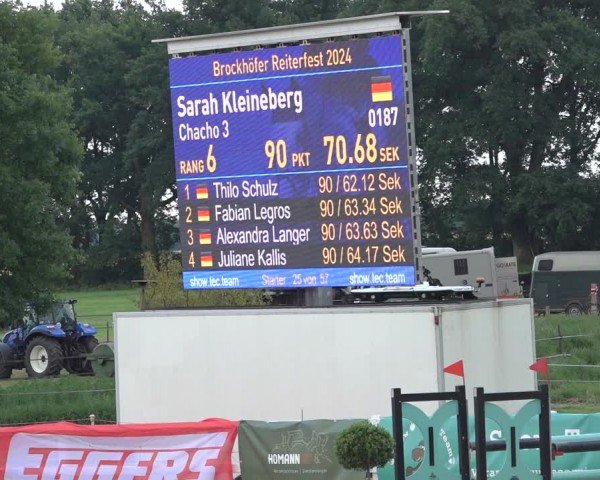 Brockhöfer Reiterfest 2024
Sarah Kleineberg
Chacho 3
0187
RANG 6 90 PKT 70.68 SEK
1 Thilo Schulz 90 / 62.12 Sek
2 Fabian Legros 90 / 63.34 Sek
3 Alexandra Langer 90 / 63.63 Sek
4 Juliane Kallis 90 / 64.17 Sek
show.tec.team Starter 25 von 57 show.tec.team
EGGERS
HOMANN